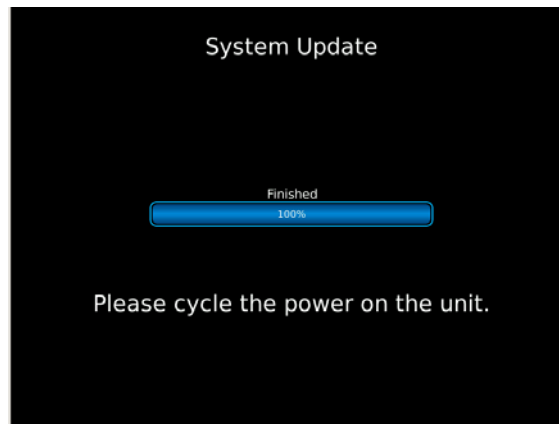 System Update
Finished
100%
Please cycle the power on the unit.